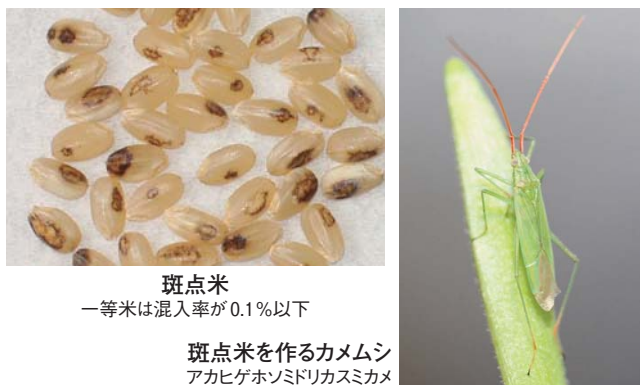 斑点米
一等米は混入率が0.1%以下
斑点米を作るカメムシ
アカヒゲホソミドリカスミカメ